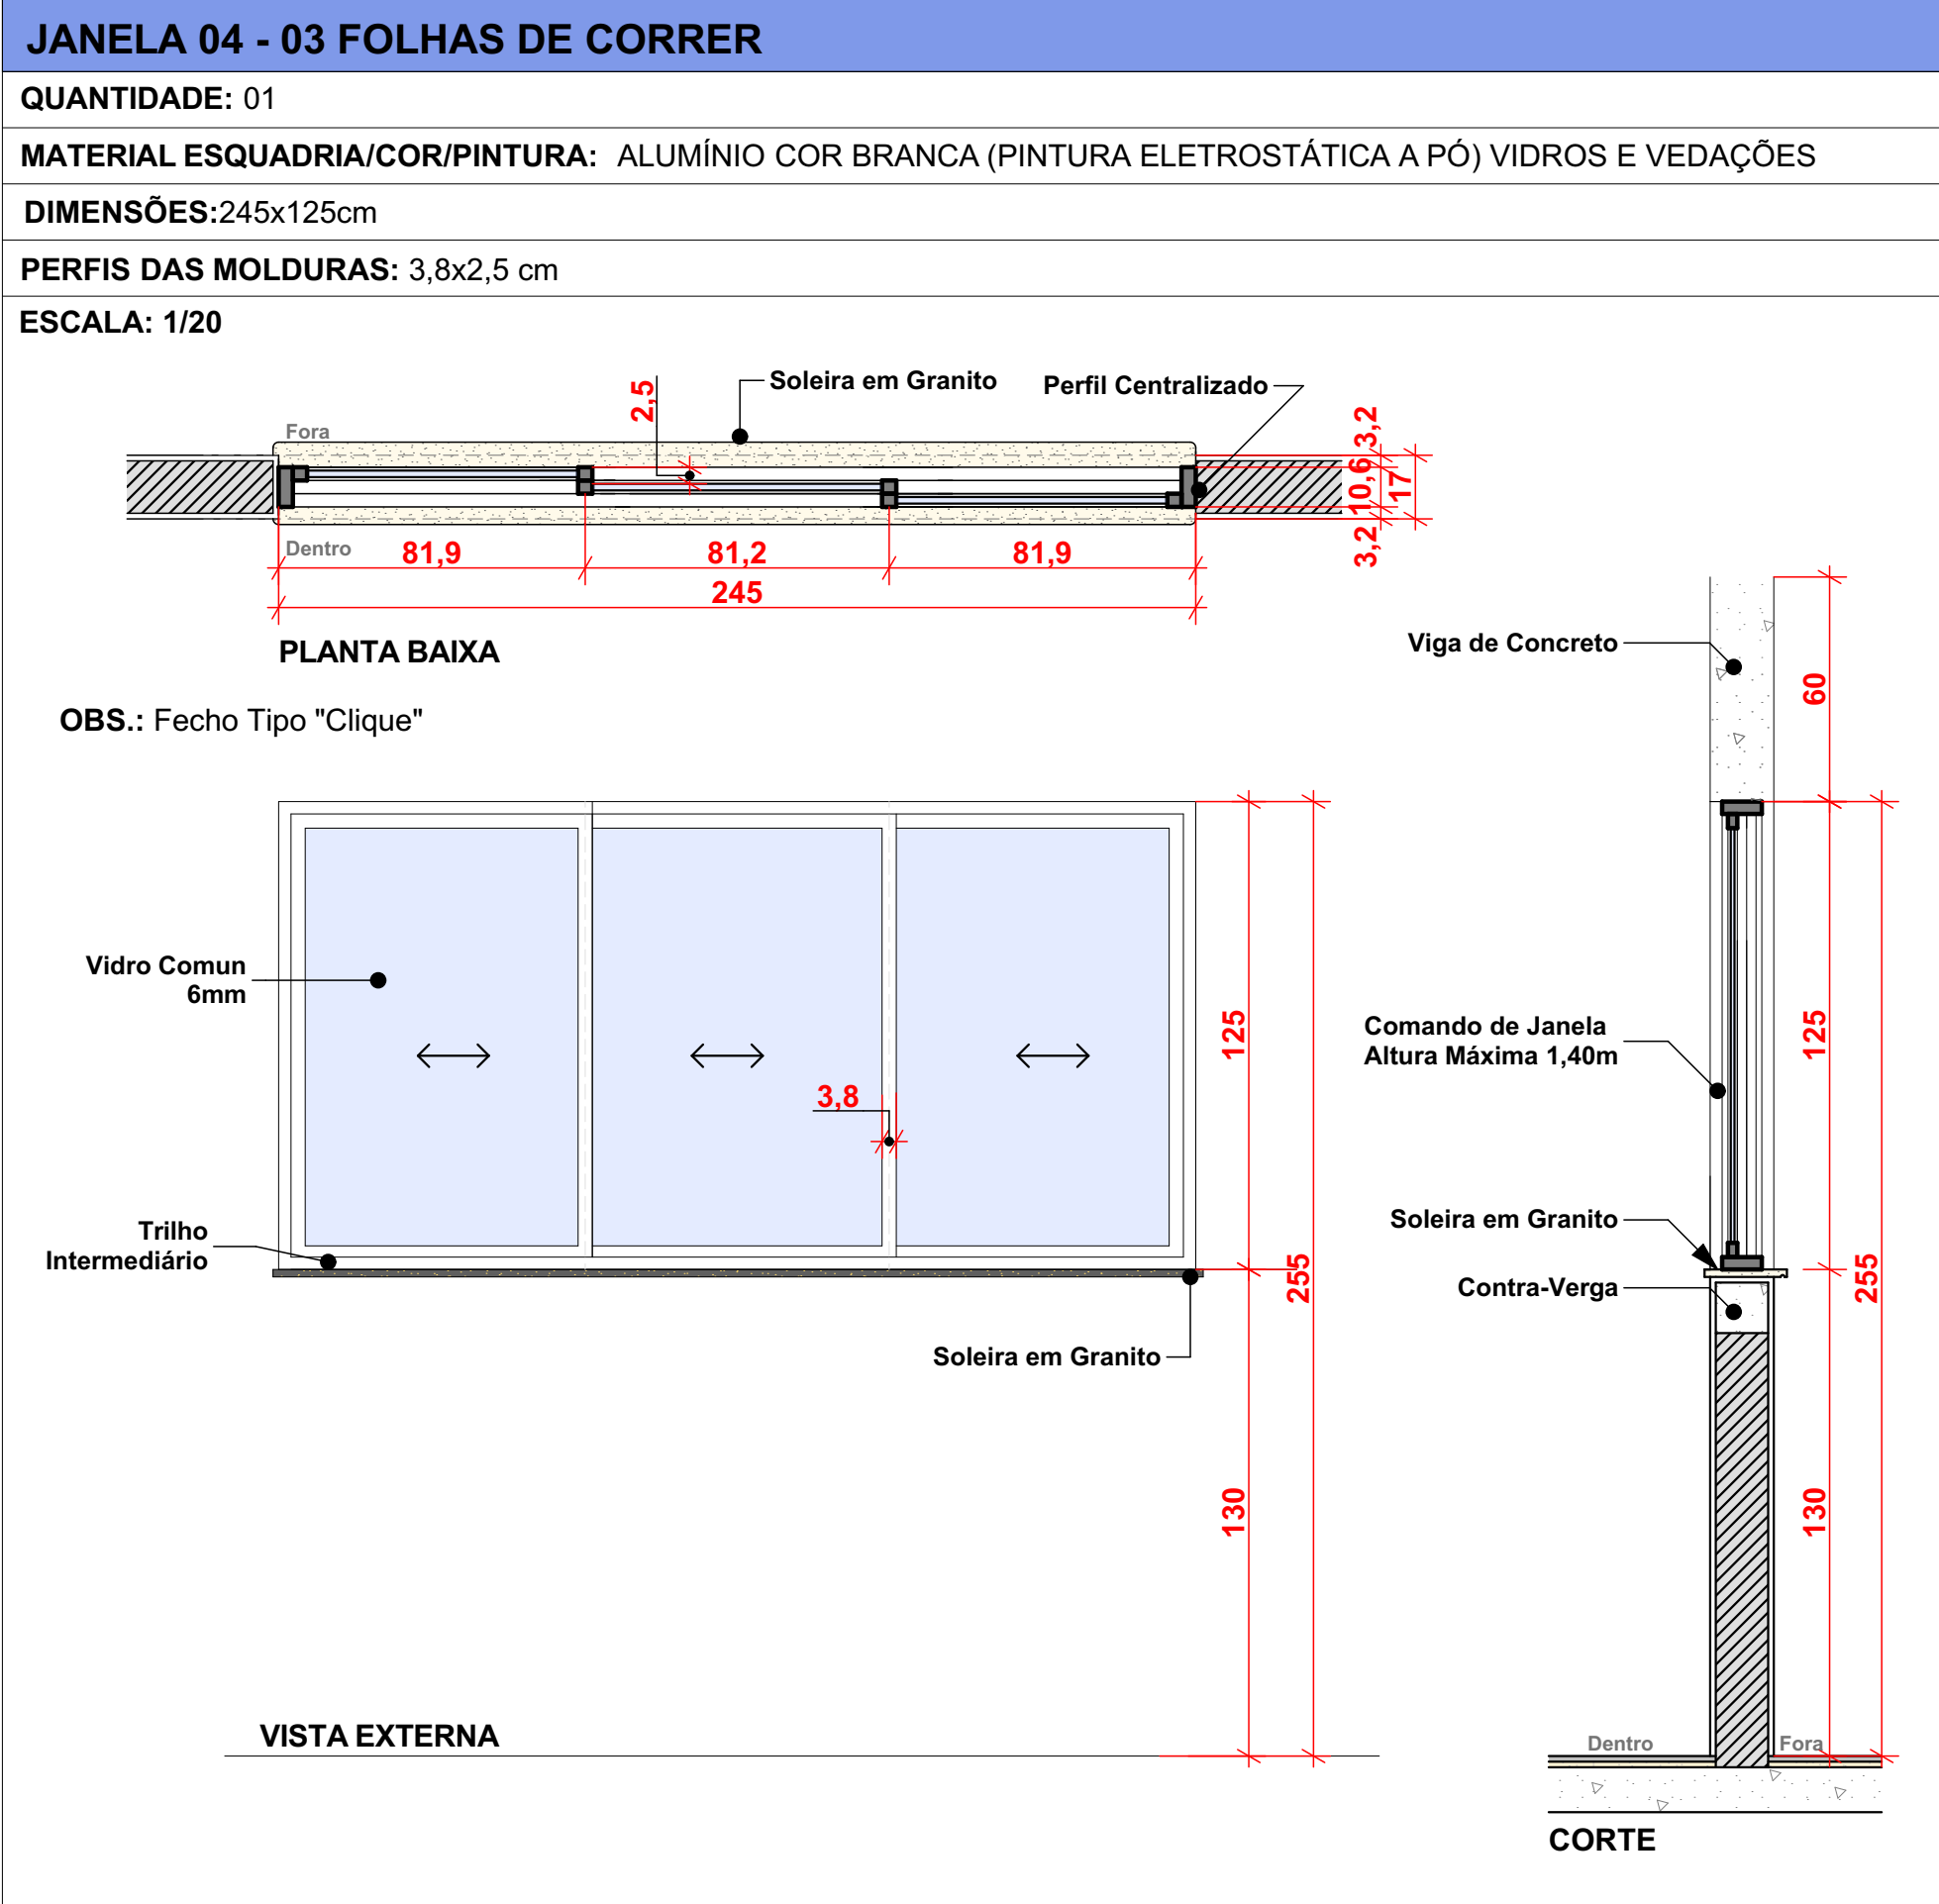 JANELA 04 - 03 FOLHAS DE CORRER
QUANTIDADE: 01
MATERIAL ESQUADRIA/COR/PINTURA: ALUMÍNIO COR BRANCA (PINTURA ELETROSTÁTICA A PÓ) VIDROS E VEDAÇÕES
DIMENSÕES:245x125cm
PERFIS DAS MOLDURAS: 3,8x2,5 cm
ESCALA: 1/20
2,5
Soleira em Granito
Perfil Centralizado
Fora
3,2
10,6
17
3,2
Dentro
81,9
81,2
81,9
245
PLANTA BAIXA
OBS.: Fecho Tipo "Clique"
Vidro Comun
6mm
3,8
Trilho
Intermediário
Soleira em Granito
125
255
130
VISTA EXTERNA
Viga de Concreto
60
Comando de Janela
Altura Máxima 1,40m
125
Soleira em Granito
Contra-Verga
255
130
Dentro
Fora
CORTE